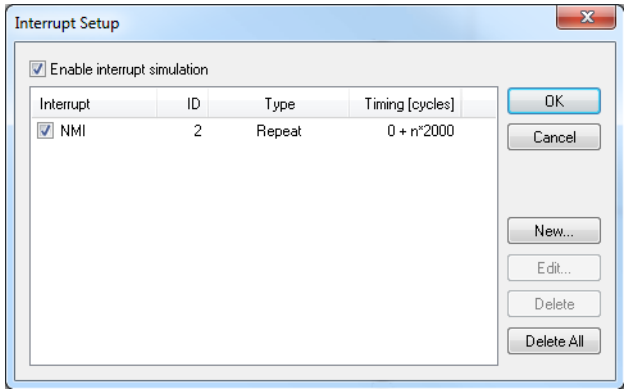 Interrupt Setup
Enable interrupt simulation
Interrupt ID Type Timing [cycles]
NMI 2 Repeat 0 + n*2000
OK
Cancel
New...
Edit...
Delete
Delete All